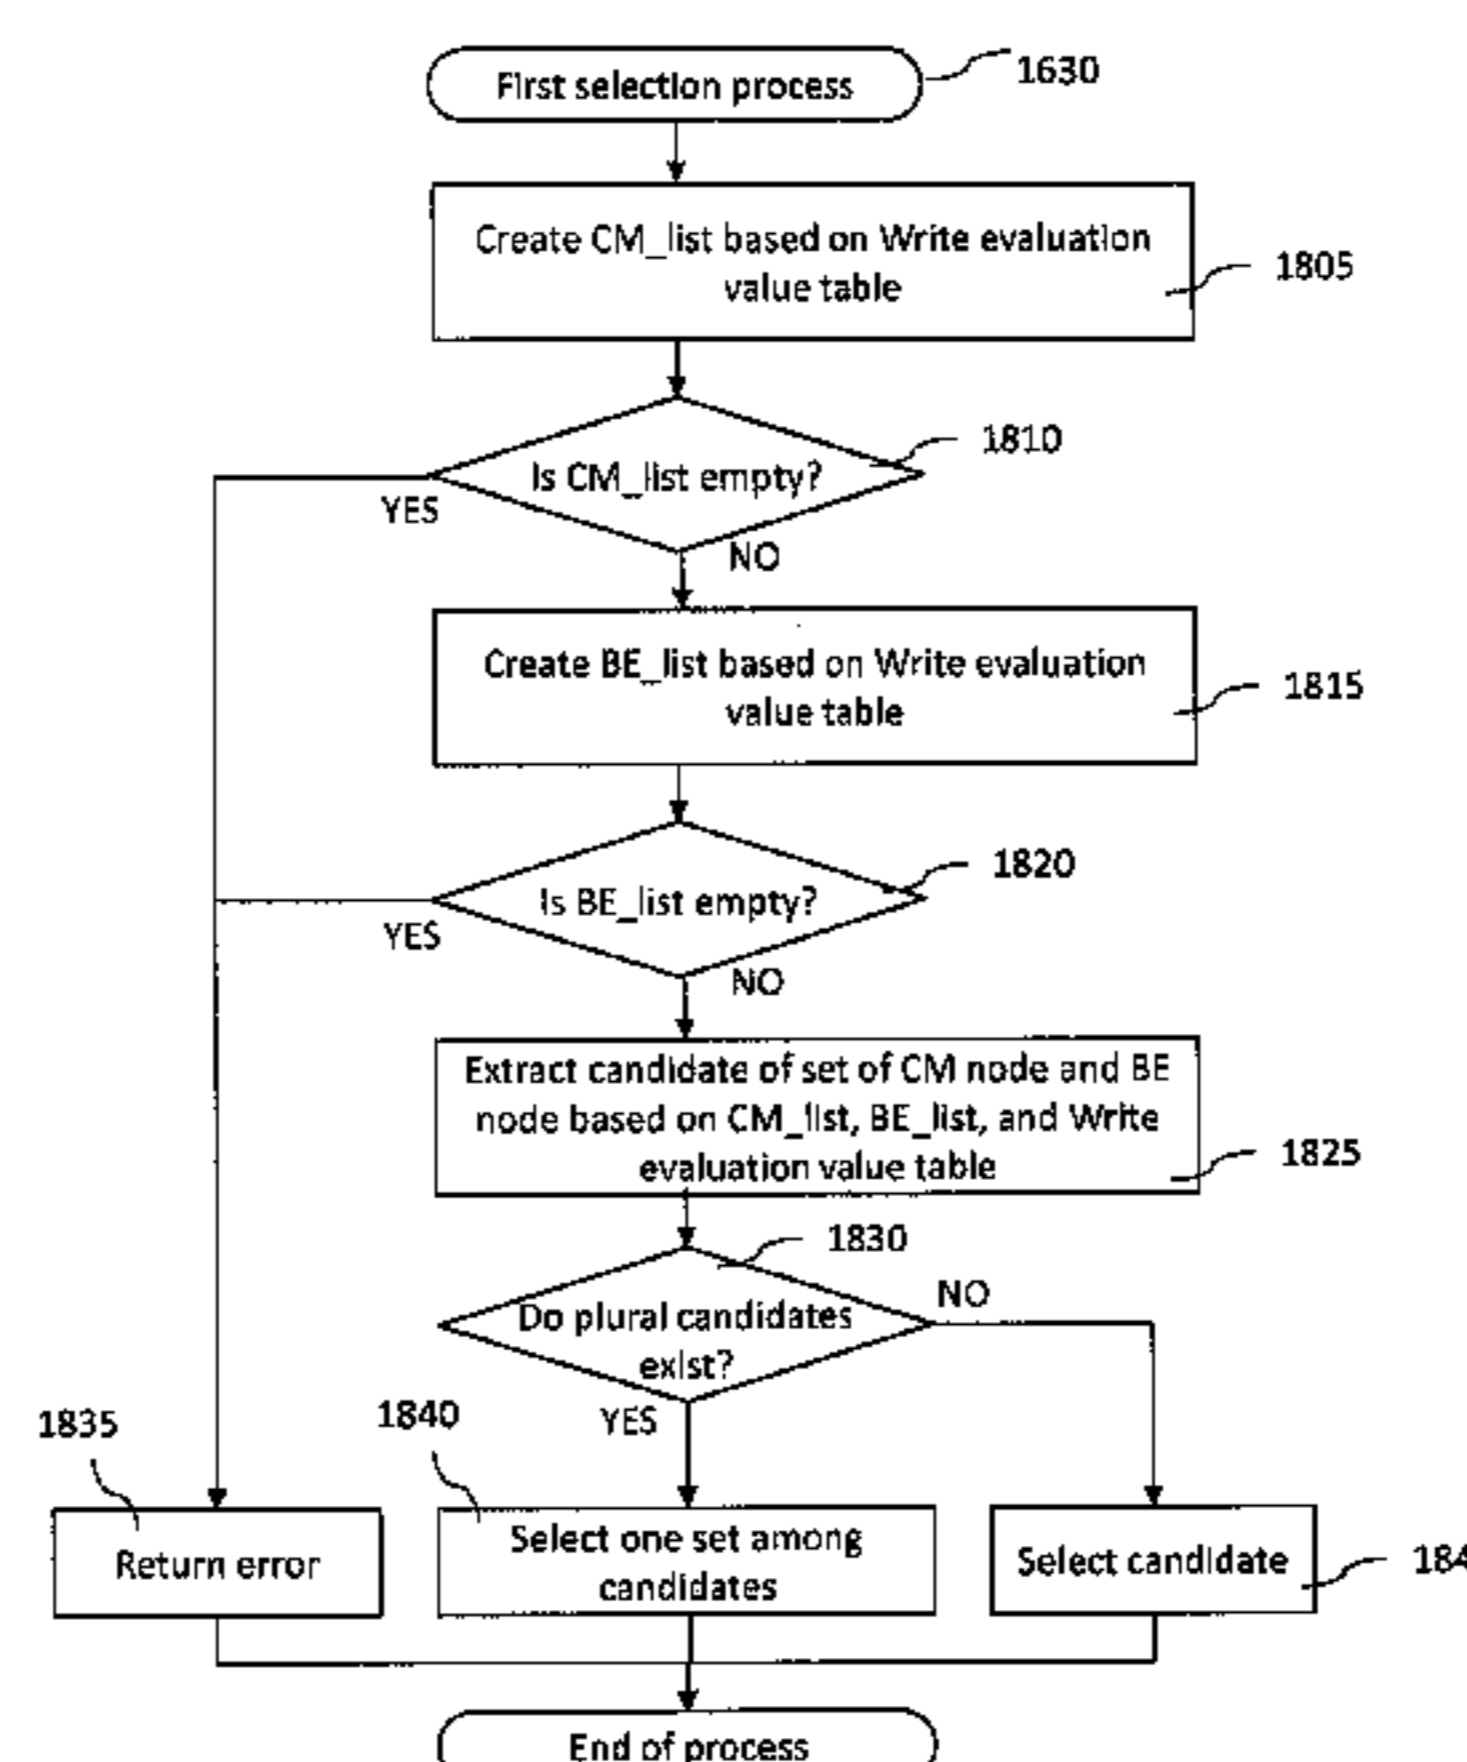 First selection process
1630
Create CM_list based on Write evaluation
value table
1805
1810
Is CM_list empty?
YES
NO
Create BE_list based on Write evaluation
value table
1815
1820
Is BE_list empty?
YES
NO
Extract candidate of set of CM node and BE
node based on CM_list, BE_list, and Write
evaluation value table
1825
1830
Do plural candidates
exist?
NO
YES
1835
1840
Return error
Select one set among
candidates
Select candidate
End of process